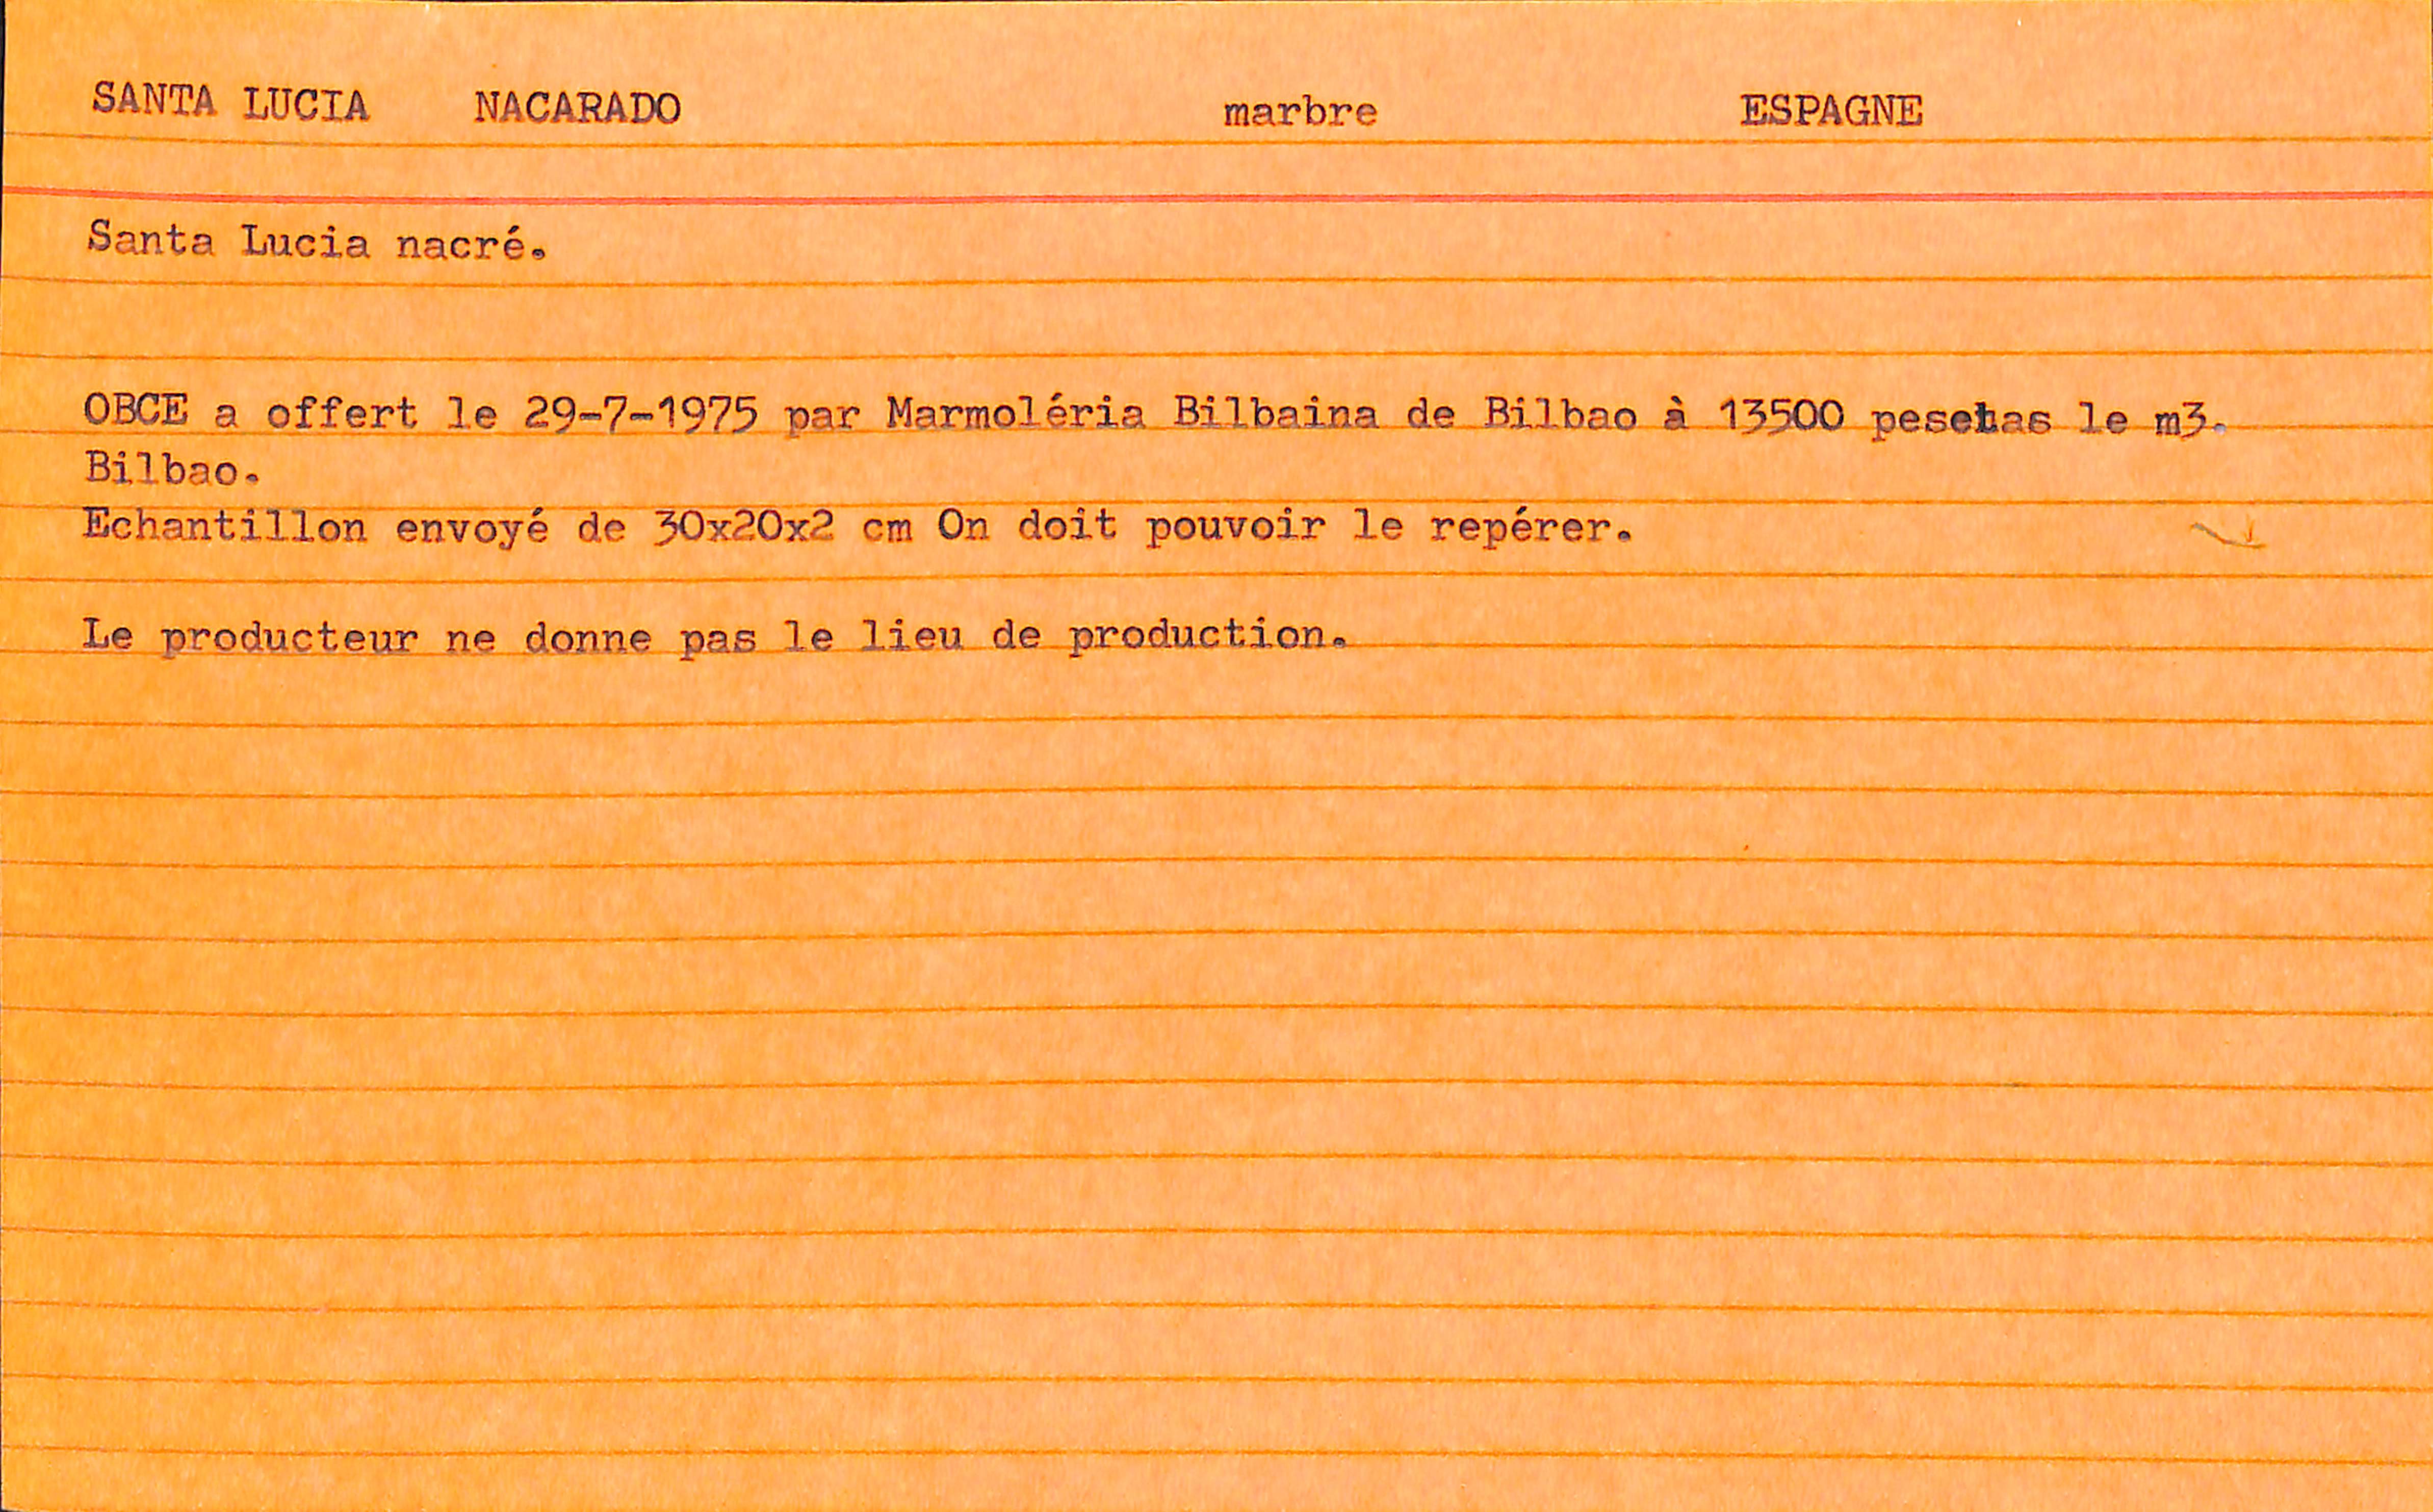 SANTA LUCIA NACARADO marbre ESPAGNE
Santa Lucia nacré.
OBCE a offert le 29-7-1975 par Marmoléria Bilbaina de Bilbao à 13500 pesetas le m3.
Bilbao.
Echantillon envoyé de 30x20x2 cm On doit pouvoir le repérer.
Le producteur ne donne pas le lieu de production.